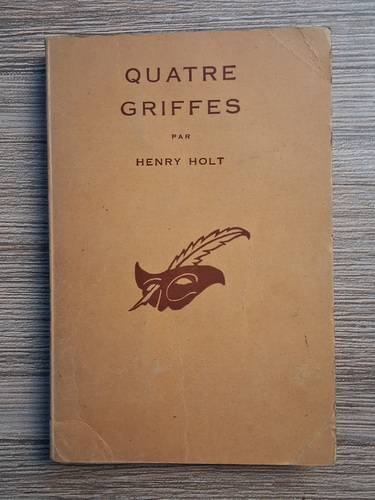 QUATRE
GRIFFES
PAR
HENRY HOLT